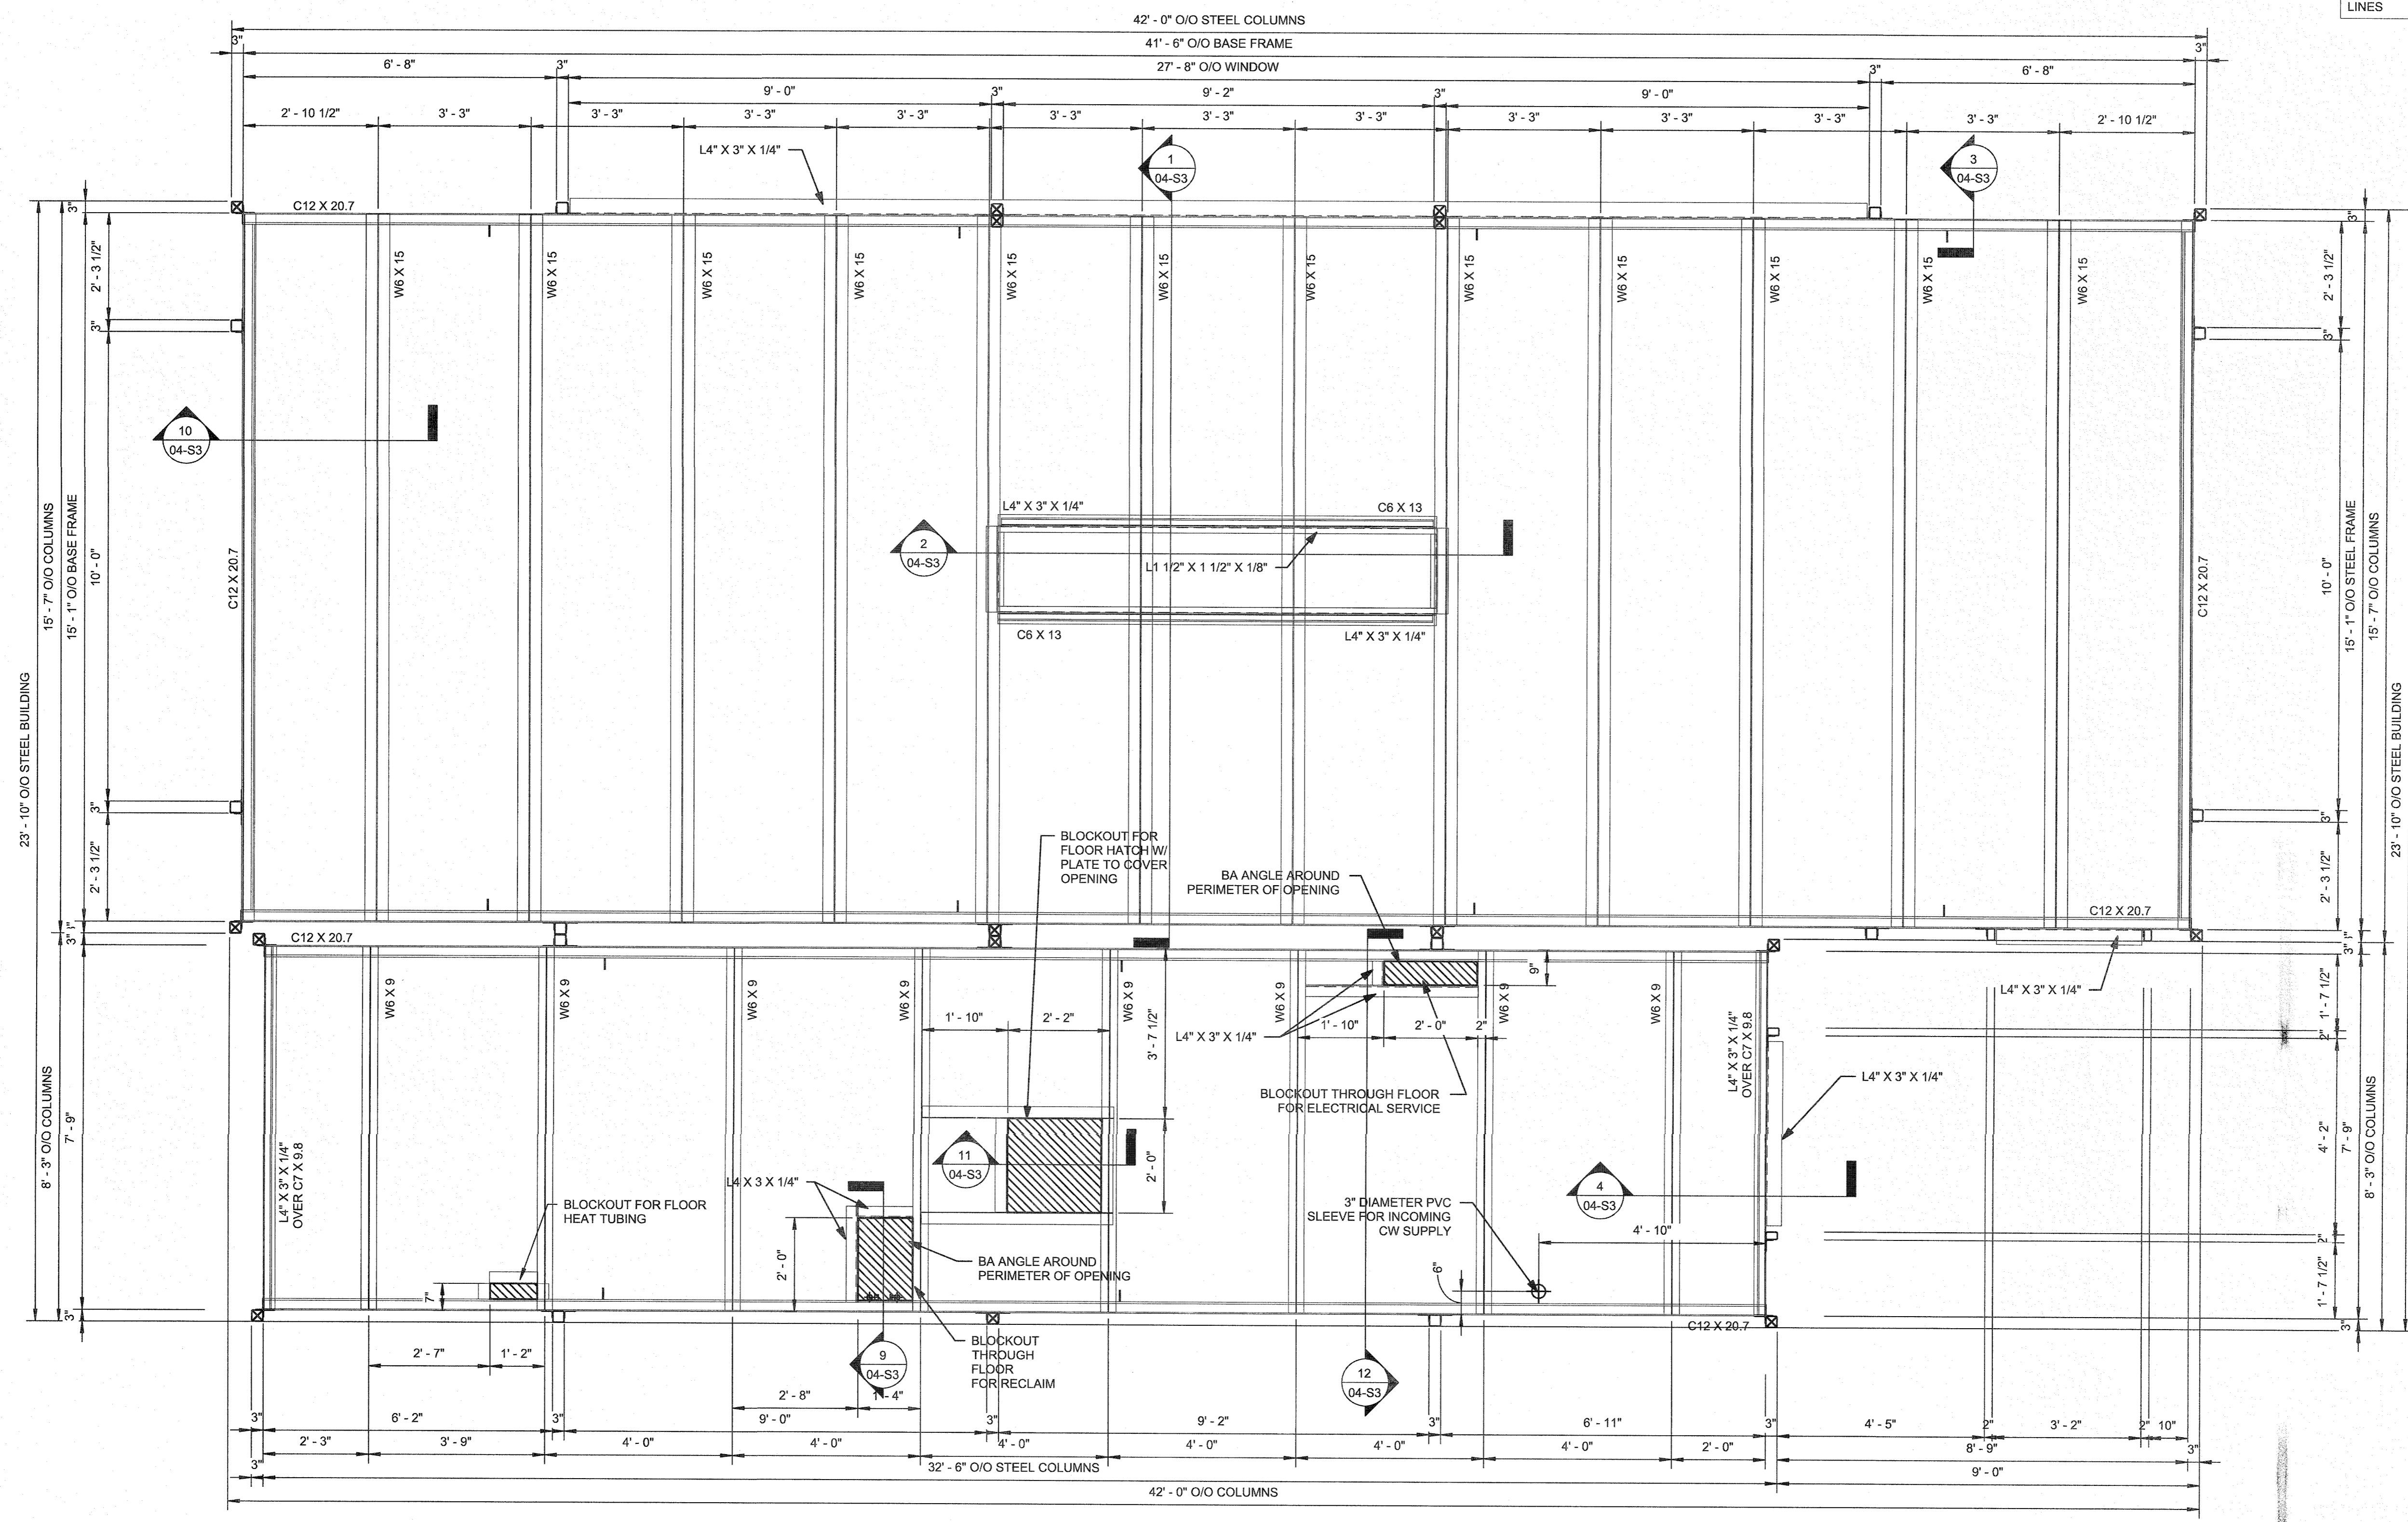 LINES
42' - 0" O/O STEEL COLUMNS
3"
41' - 6" O/O BASE FRAME
3"
6' - 8"
3"
27' - 8" O/O WINDOW
3"
6' - 8"
9' - 0"
3"
9' - 2"
3"
9' - 0"
2' - 10 1/2"
3' - 3"
3' - 3"
3' - 3"
3' - 3"
3' - 3"
3' - 3"
3' - 3"
3' - 3"
3' - 3"
3' - 3"
3' - 3"
2' - 10 1/2"
L4" X 3" X 1/4"
1
04-S3
3
04-S3
C12 X 20.7
3"
3"
2' - 3 1/2"
2' - 3 1/2"
W6 X 15
W6 X 15
W6 X 15
W6 X 15
W6 X 15
W6 X 15
W6 X 15
W6 X 15
W6 X 15
W6 X 15
W6 X 15
W6 X 15
3"
3"
10
04-S3
23' - 10" O/O STEEL BUILDING
15' - 7" O/O COLUMNS
15' - 1" O/O BASE FRAME
10' - 0"
C12 X 20.7
L4" X 3" X 1/4"
C6 X 13
2
04-S3
L1 1/2" X 1 1/2" X 1/8"
C6 X 13
L4" X 3" X 1/4"
C12 X 20.7
10' - 0"
15' - 1" O/O STEEL FRAME
15' - 7" O/O COLUMNS
23' - 10" O/O STEEL BUILDING
3"
3"
2' - 3 1/2"
2' - 3 1/2"
BLOCKOUT FOR
FLOOR HATCH W/
PLATE TO COVER
OPENING
BA ANGLE AROUND
PERIMETER OF OPENING
C12 X 20.7
3"
3"
C12 X 20.7
3"
3"
W6 X 9
W6 X 9
W6 X 9
W6 X 9
W6 X 9
W6 X 9
W6 X 9
W6 X 9
9"
L4" X 3" X 1/4"
1' - 10"
2' - 2"
3' - 7 1/2"
L4" X 3" X 1/4"
1' - 10"
2' - 0"
2"
1' - 7 1/2"
2"
L4" X 3" X 1/4"
OVER C7 X 9.8
L4" X 3" X 1/4"
BLOCKOUT THROUGH FLOOR
FOR ELECTRICAL SERVICE
8' - 3" O/O COLUMNS
7' - 9"
4' - 2"
7' - 9"
8' - 3" O/O COLUMNS
L4" X 3" X 1/4"
OVER C7 X 9.8
11
04-S3
2' - 0"
L4 X 3 X 1/4"
4
04-S3
BLOCKOUT FOR FLOOR
HEAT TUBING
3" DIAMETER PVC
SLEEVE FOR INCOMING
CW SUPPLY
4' - 10"
2"
2' - 0"
BA ANGLE AROUND
PERIMETER OF OPENING
6"
7"
1' - 7 1/2"
3"
3"
C12 X 20.7
BLOCKOUT
THROUGH
FLOOR
FOR RECLAIM
9
04-S3
12
04-S3
2' - 7"
1' - 2"
2' - 8"
1' - 4"
3"
6' - 2"
3"
9' - 0"
3"
9' - 2"
3"
6' - 11"
3"
4' - 5"
2"
3' - 2"
2"
10"
2' - 3"
3' - 9"
4' - 0"
4' - 0"
4' - 0"
4' - 0"
4' - 0"
4' - 0"
2' - 0"
8' - 9"
3"
3"
32' - 6" O/O STEEL COLUMNS
9' - 0"
42' - 0" O/O COLUMNS